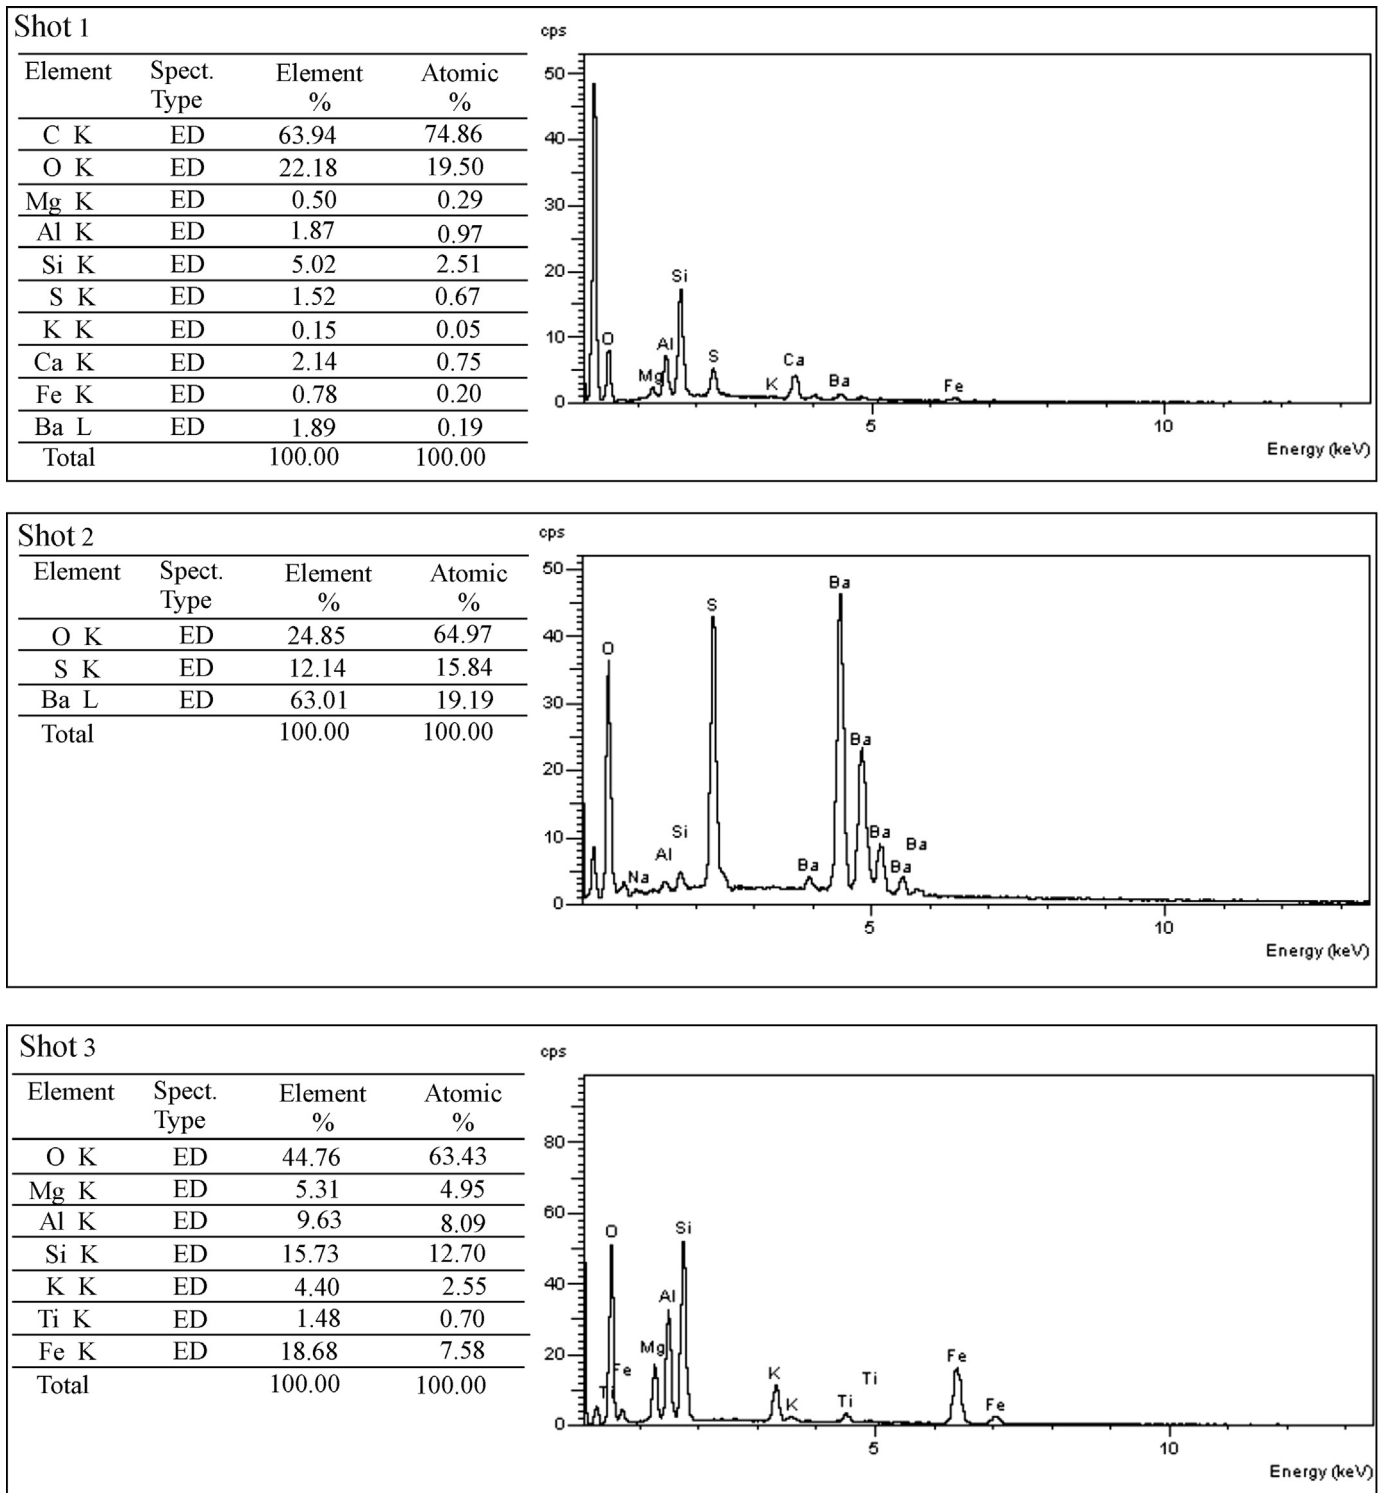 Shot 1
Element Spect. Type Element % Atomic %
C K ED 63.94 74.86
O K ED 22.18 19.50
Mg K ED 0.50 0.29
Al K ED 1.87 0.97
Si K ED 5.02 2.51
S K ED 1.52 0.67
K K ED 0.15 0.05
Ca K ED 2.14 0.75
Fe K ED 0.78 0.20
Ba L ED 1.89 0.19
Total 100.00 100.00
cps
50
40
30
20
10
0
O Mg Al Si S K Ca Ba Fe
5 10
Energy (keV)
Shot 2
Element Spect. Type Element % Atomic %
O K ED 24.85 64.97
S K ED 12.14 15.84
Ba L ED 63.01 19.19
Total 100.00 100.00
cps
50
40
30
20
10
0
O Na Al Si S Ba Ba Ba Ba Ba Ba
5 10
Energy (keV)
Shot 3
Element Spect. Type Element % Atomic %
O K ED 44.76 63.43
Mg K ED 5.31 4.95
Al K ED 9.63 8.09
Si K ED 15.73 12.70
K K ED 4.40 2.55
Ti K ED 1.48 0.70
Fe K ED 18.68 7.58
Total 100.00 100.00
cps
80
60
40
20
0
O Fe Mg Al Si K K Ti Ti Fe Fe
5 10
Energy (keV)